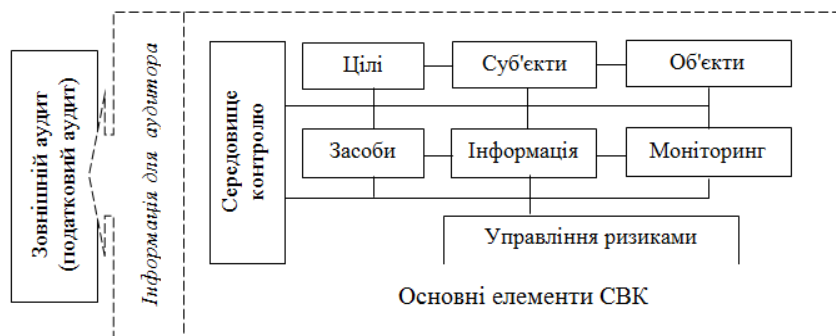 Зовнішній аудит
(податковий аудит)
Інформація для аудитора
Середовище
контролю
Цілі
Суб'єкти
Об'єкти
Засоби
Інформація
Моніторинг
Управління ризиками
Основні елементи СВК